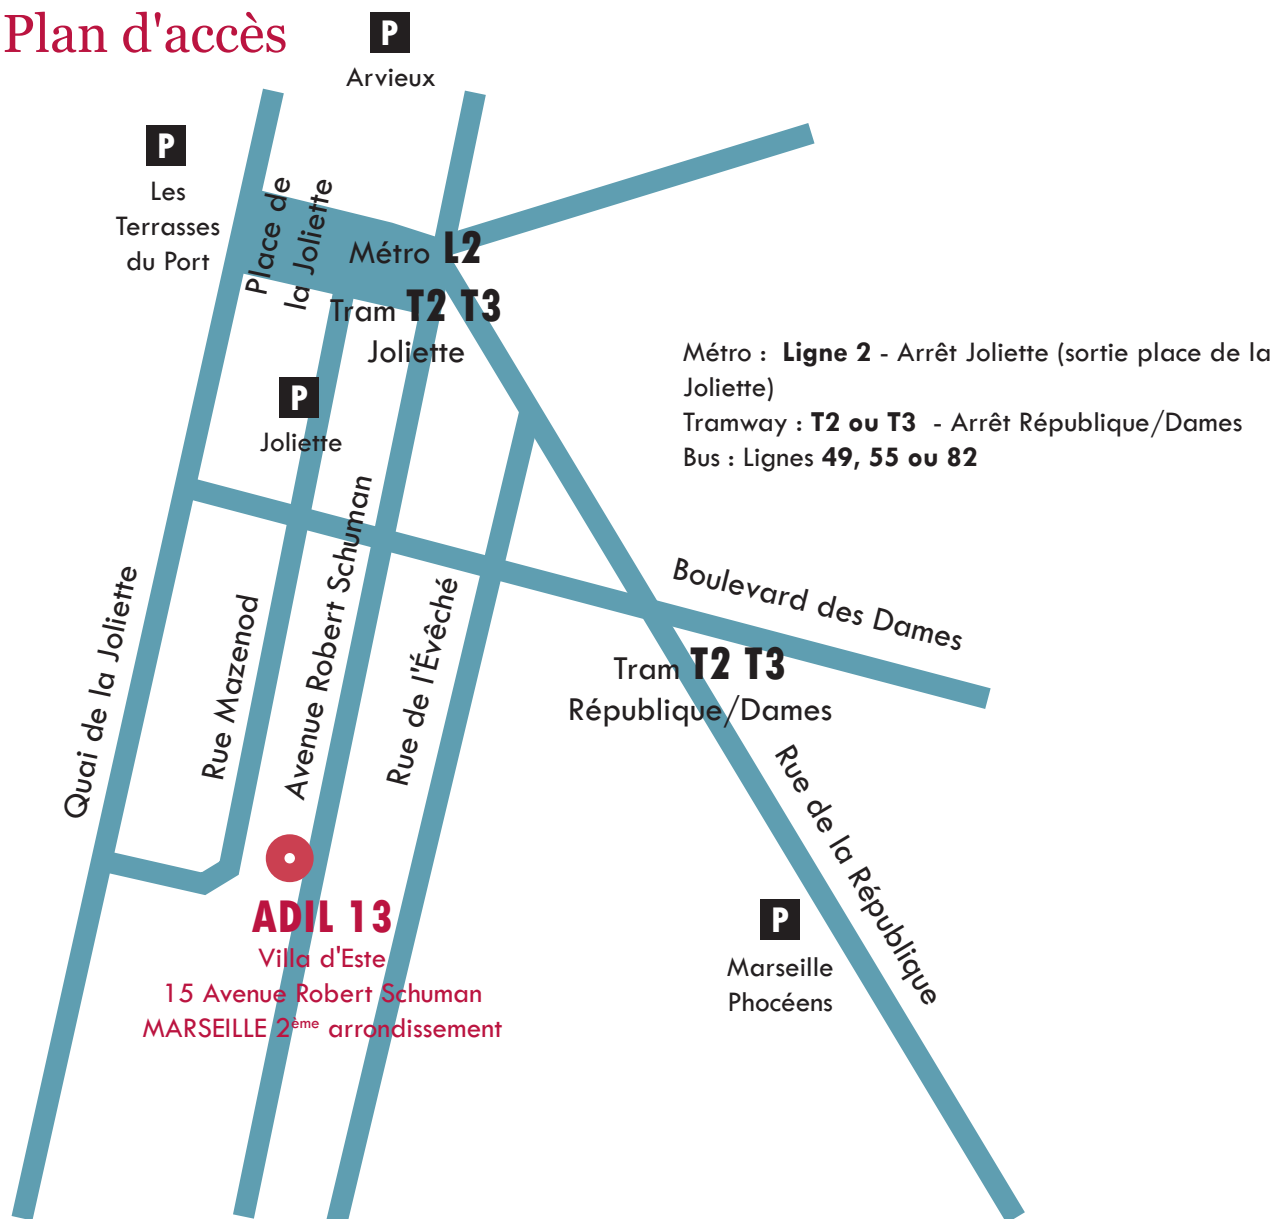 Plan d'accès
P
Arvieux
P
Les
Terrasses
du Port
Place de
la Joliette
Métro L2
Tram T2 T3
Joliette
P
Joliette
Métro : Ligne 2 - Arrêt Joliette (sortie place de la
Joliette)
Tramway : T2 ou T3 - Arrêt République/Dames
Bus : Lignes 49, 55 ou 82
Quai de la Joliette
Rue Mazenod
Avenue Robert Schuman
Rue de l'Évêché
Boulevard des Dames
Tram T2 T3
République/Dames
Rue de la République
ADIL 13
Villa d'Este
15 Avenue Robert Schuman
MARSEILLE 2ème arrondissement
P
Marseille
Phocéens